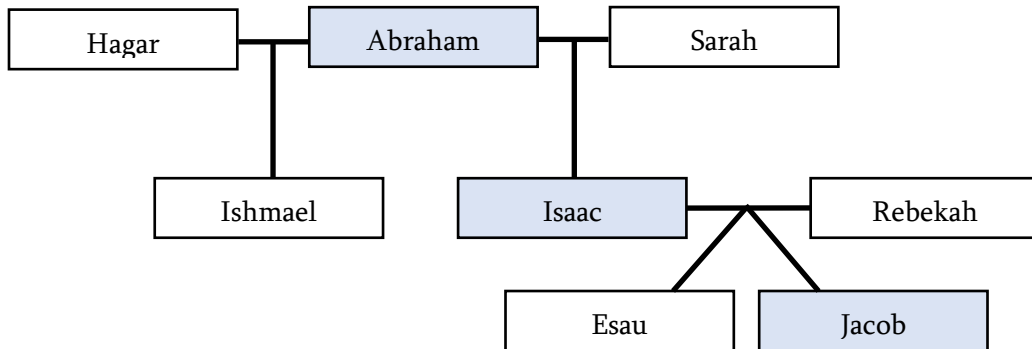 Hagar
Abraham
Sarah
Ishmael
Isaac
Rebekah
Esau
Jacob